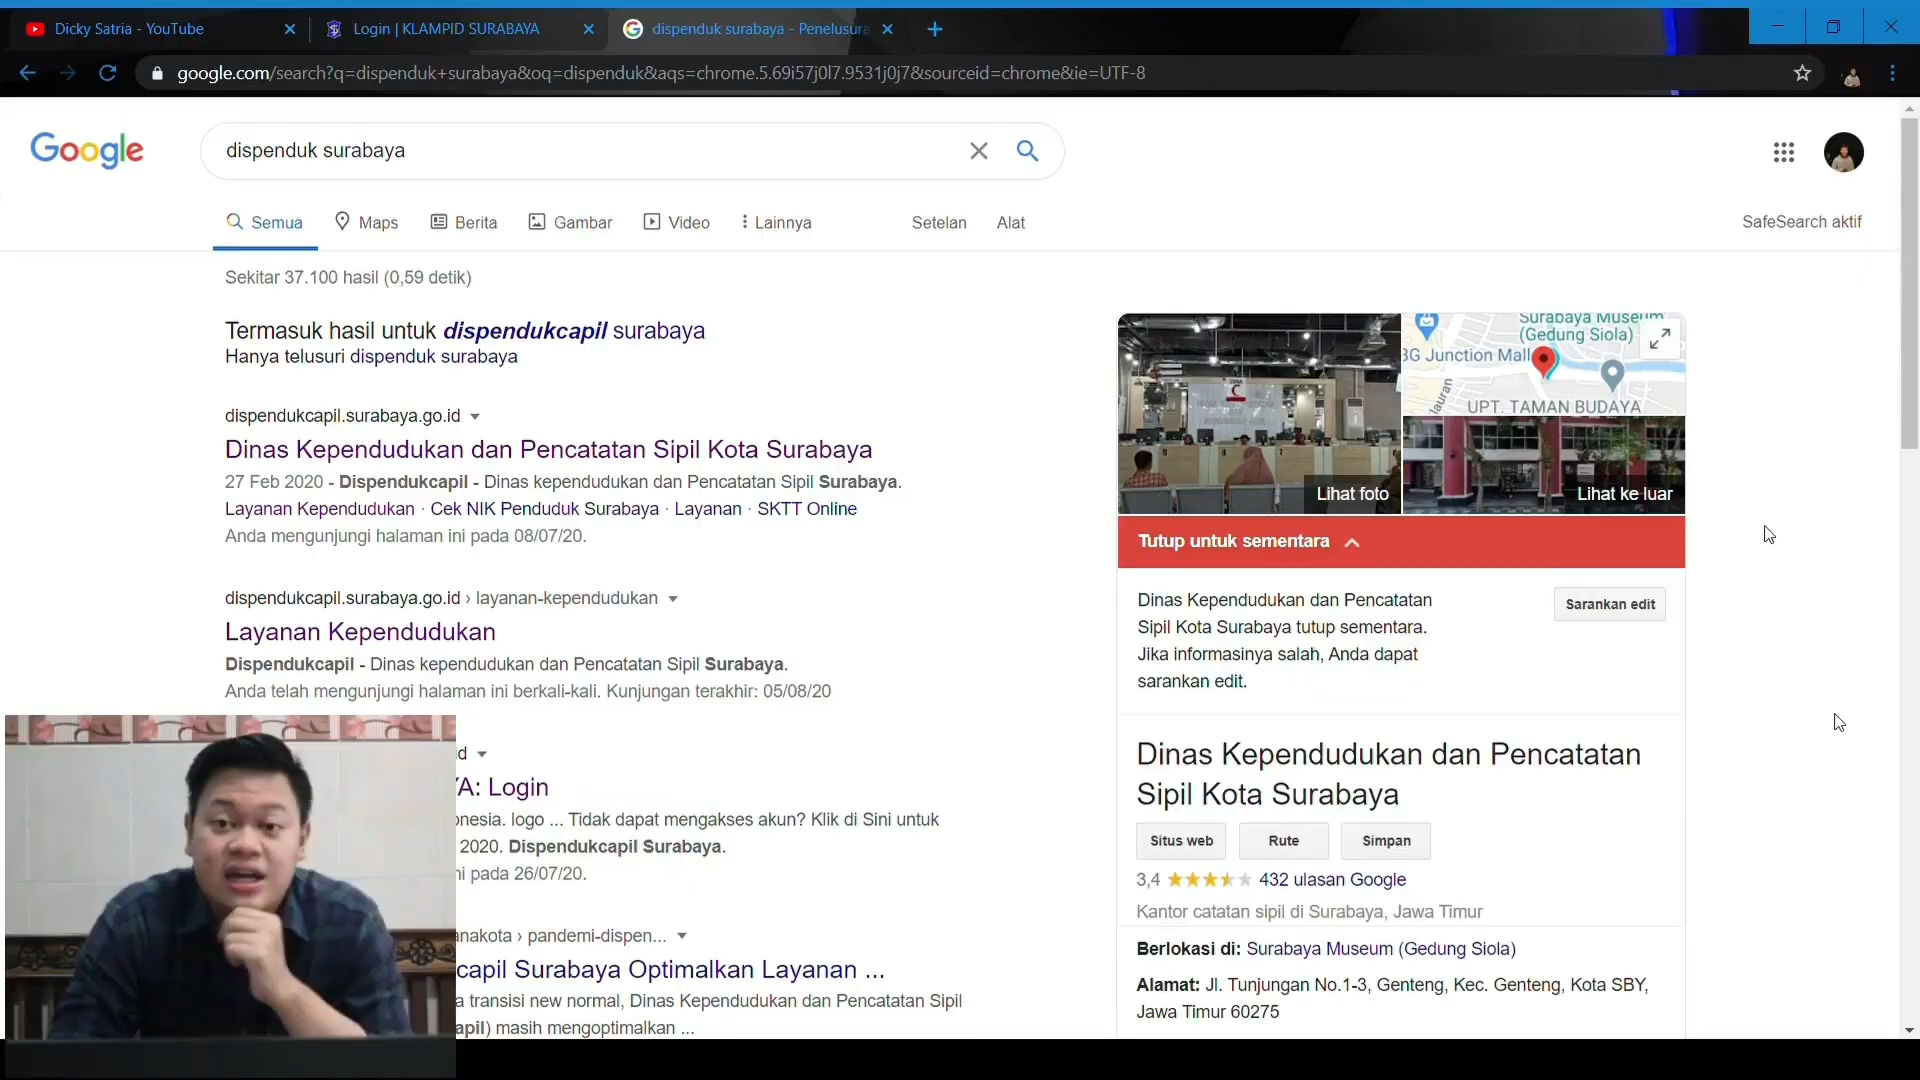 Dicky Satria - YouTube
Login | KLAMPID SURABAYA
dispenduk surabaya - Penelusura
google.com/search?q=dispenduk+surabaya&oq=dispenduk&aqs=chrome.5.69i57j0l7.9531j0j7&sourceid=chrome&ie=UTF-8
Google
dispenduk surabaya
Semua
Maps
Berita
Gambar
Video
Lainnya
Setelan
Alat
SafeSearch aktif
Sekitar 37.100 hasil (0,59 detik)
Termasuk hasil untuk dispendukcapil surabaya
Hanya telusuri dispenduk surabaya
dispendukcapil.surabaya.go.id
Dinas Kependudukan dan Pencatatan Sipil Kota Surabaya
27 Feb 2020 - Dispendukcapil - Dinas kependudukan dan Pencatatan Sipil Surabaya.
Layanan Kependudukan · Cek NIK Penduduk Surabaya · Layanan · SKTT Online
Anda mengunjungi halaman ini pada 08/07/20.
dispendukcapil.surabaya.go.id › layanan-kependudukan
Layanan Kependudukan
Dispendukcapil - Dinas kependudukan dan Pencatatan Sipil Surabaya.
Anda telah mengunjungi halaman ini berkali-kali. Kunjungan terakhir: 05/08/20
id
YA: Login
onesia. logo ... Tidak dapat mengakses akun? Klik di Sini untuk
2020. Dispendukcapil Surabaya.
ni pada 26/07/20.
anakota › pandemi-dispen...
capil Surabaya Optimalkan Layanan ...
a transisi new normal, Dinas Kependudukan dan Pencatatan Sipil
apil) masih mengoptimalkan ...
Surabaya Museum
(Gedung Siola)
BG Junction Mall
lauran
UPT. TAMAN BUDAYA
Lihat foto
Lihat ke luar
Tutup untuk sementara
Dinas Kependudukan dan Pencatatan
Sipil Kota Surabaya tutup sementara.
Jika informasinya salah, Anda dapat
sarankan edit.
Sarankan edit
Dinas Kependudukan dan Pencatatan
Sipil Kota Surabaya
Situs web
Rute
Simpan
3,4
432 ulasan Google
Kantor catatan sipil di Surabaya, Jawa Timur
Berlokasi di: Surabaya Museum (Gedung Siola)
Alamat: Jl. Tunjungan No.1-3, Genteng, Kec. Genteng, Kota SBY,
Jawa Timur 60275